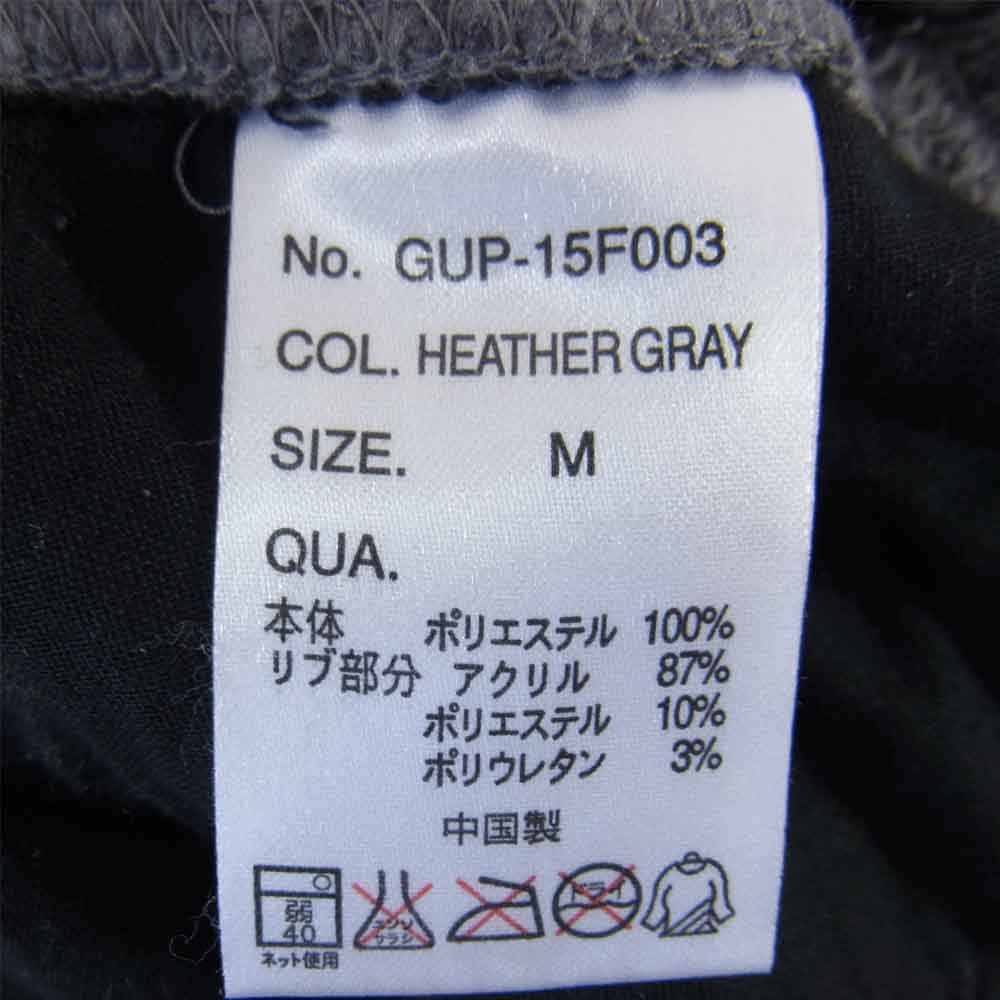 No. GUP-15F003
COL. HEATHER GRAY
SIZE. M
QUA.
本体 ポリエステル 100%
リブ部分 アクリル 87%
ポリエステル 10%
ポリウレタン 3%
中国製
弱 エンソ ドライ
40 サラシ
ネット使用